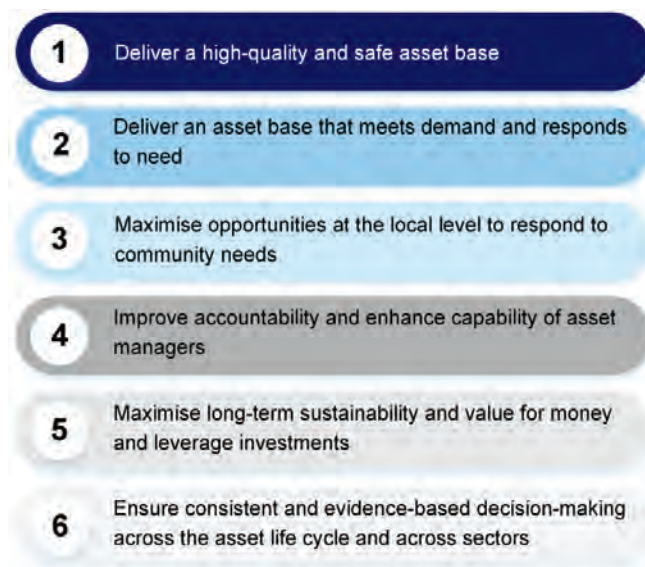 1
Deliver a high-quality and safe asset base
2
Deliver an asset base that meets demand and responds
to need
3
Maximise opportunities at the local level to respond to
community needs
4
Improve accountability and enhance capability of asset
managers
5
Maximise long-term sustainability and value for money
and leverage investments
6
Ensure consistent and evidence-based decision-making
across the asset life cycle and across sectors